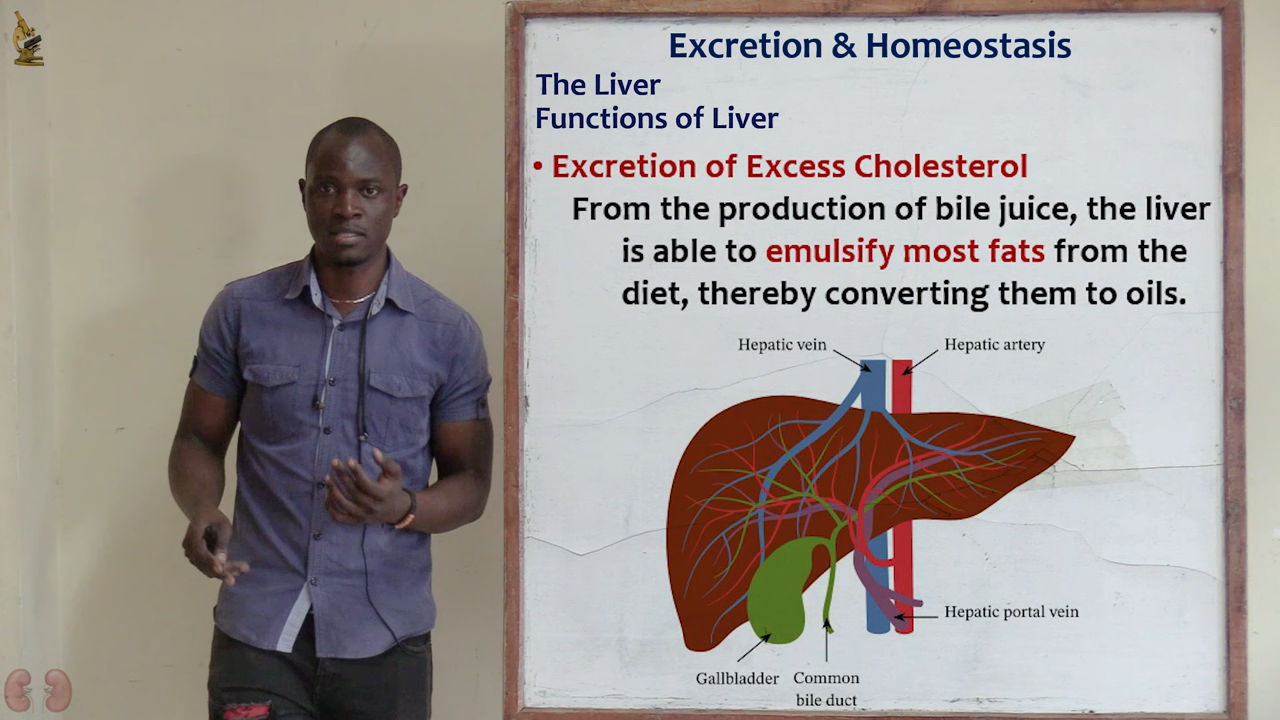 Excretion & Homeostasis
The Liver
Functions of Liver
• Excretion of Excess Cholesterol
From the production of bile juice, the liver
is able to emulsify most fats from the
diet, thereby converting them to oils.
Hepatic vein
Hepatic artery
Hepatic portal vein
Gallbladder
Common
bile duct